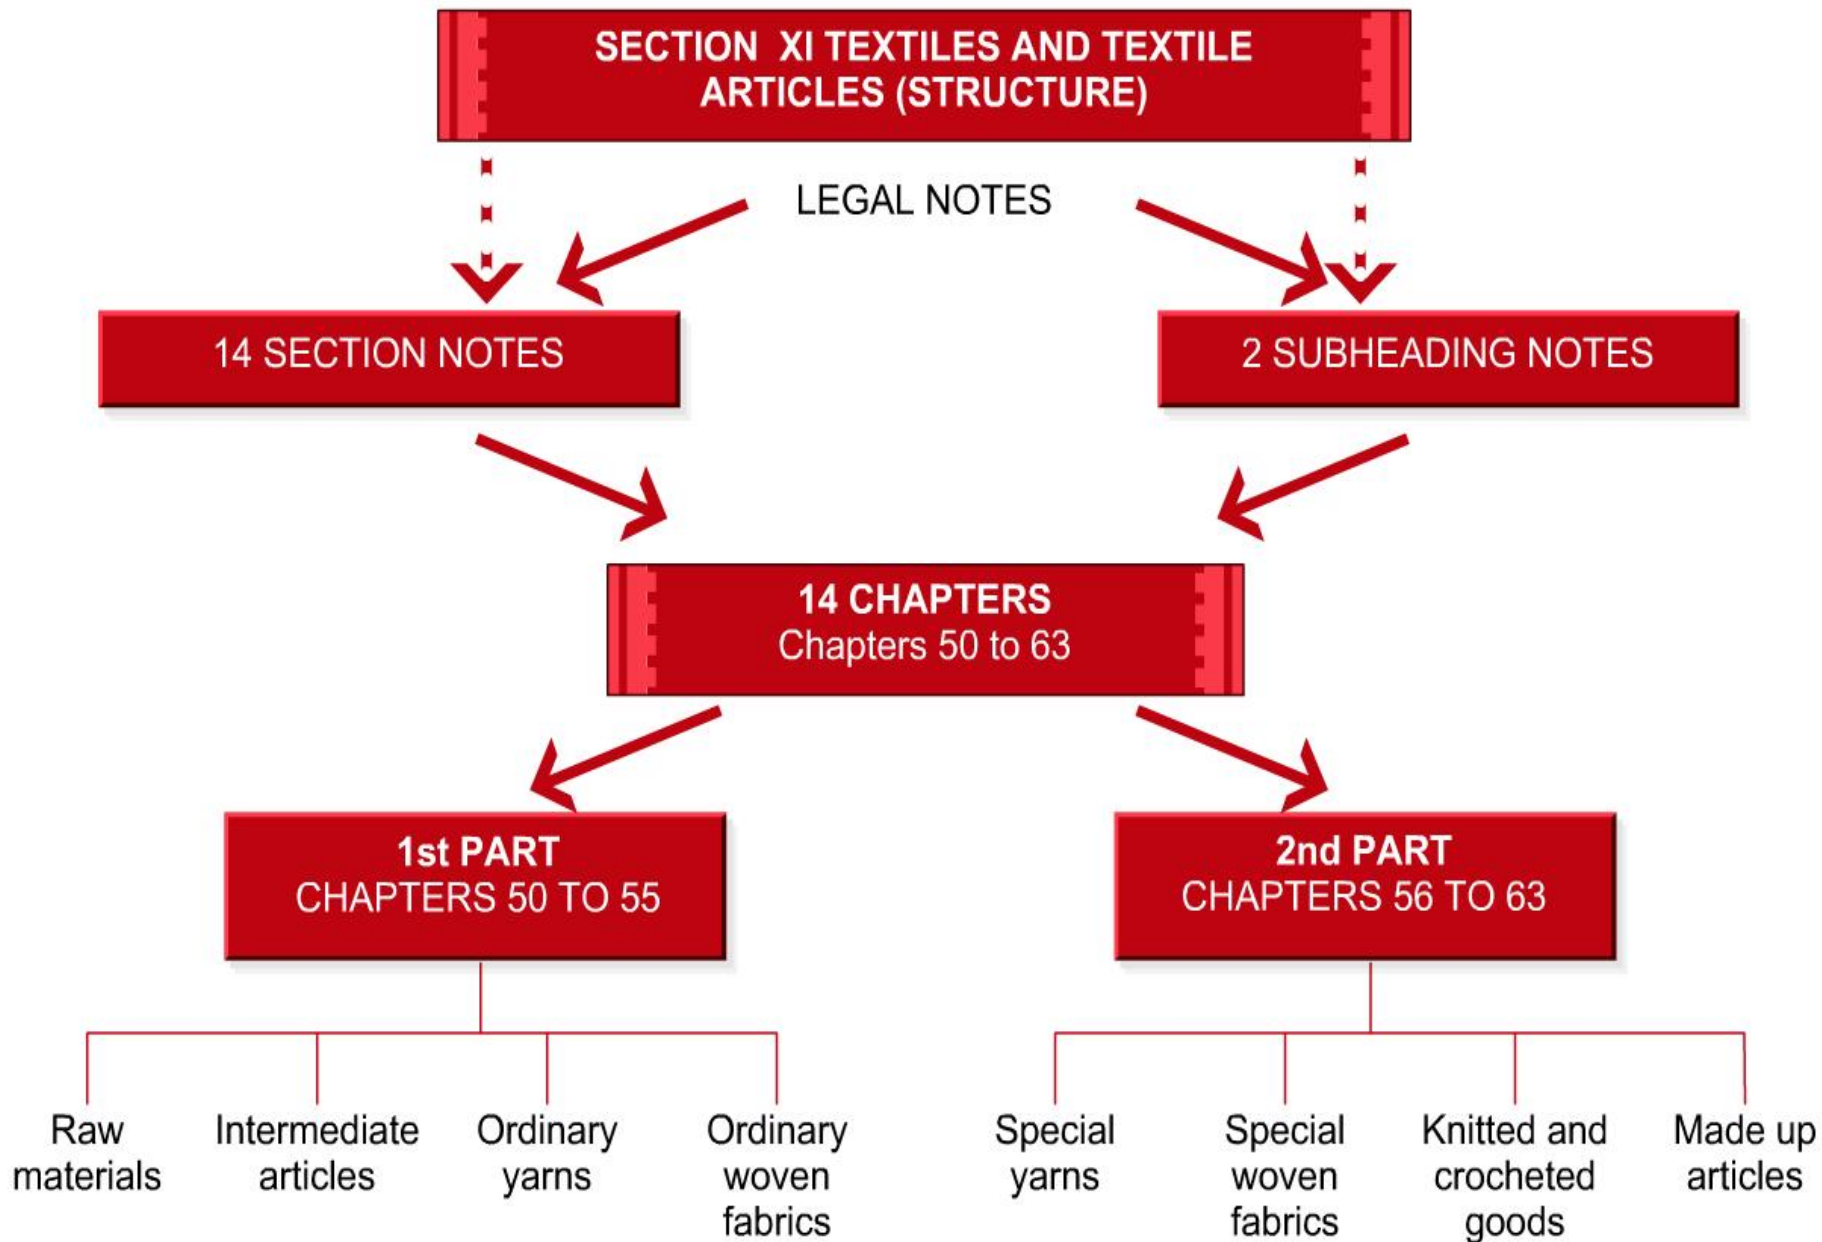 SECTION XI TEXTILES AND TEXTILE
ARTICLES (STRUCTURE)
LEGAL NOTES
14 SECTION NOTES
2 SUBHEADING NOTES
14 CHAPTERS
Chapters 50 to 63
1st PART
CHAPTERS 50 TO 55
2nd PART
CHAPTERS 56 TO 63
Raw
materials
Intermediate
articles
Ordinary
yarns
Ordinary
woven
fabrics
Special
yarns
Special
woven
fabrics
Knitted and
crocheted
goods
Made up
articles